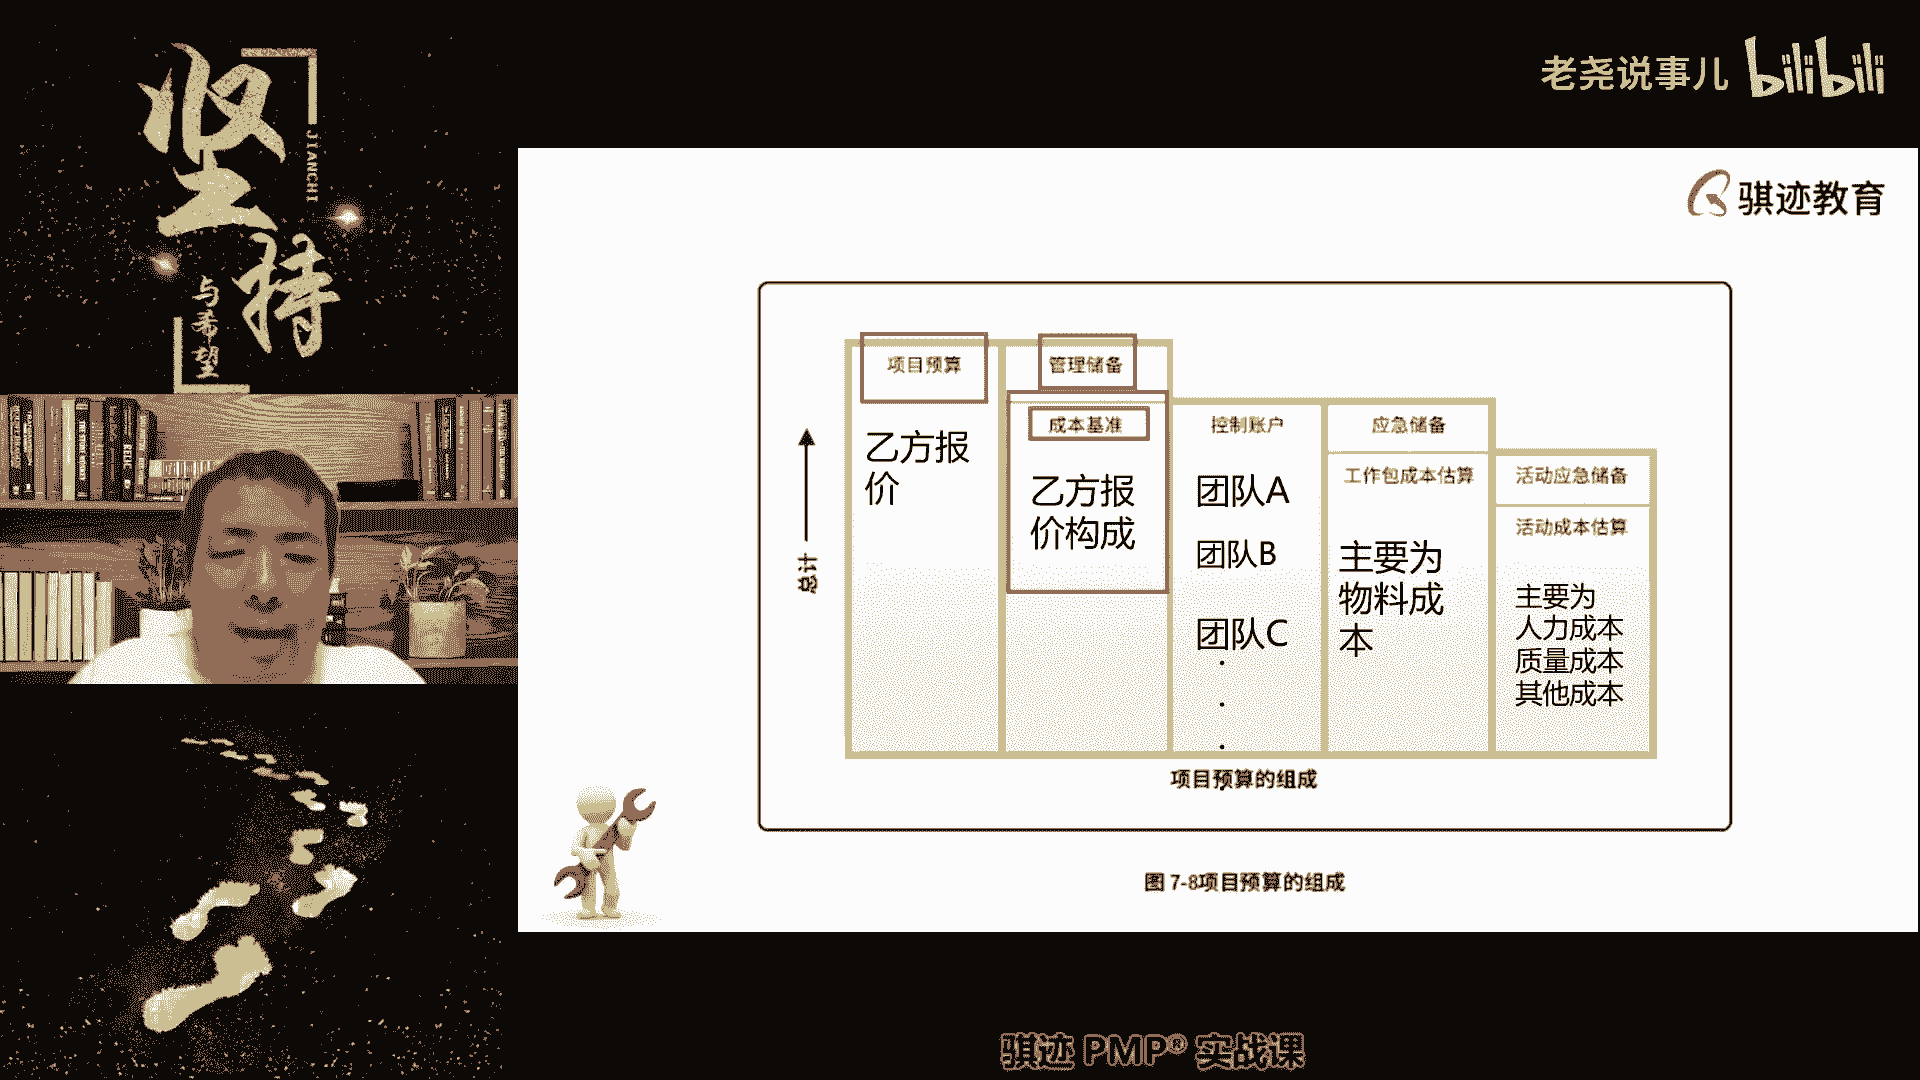 坚持
JIANCHI
与希望
老尧说事儿 bilibili
骐迹教育
项目预算
管理储备
成本基准
控制账户
应急储备
工作包成本估算
活动应急储备
活动成本估算
乙方报
价
乙方报
价构成
团队A
团队B
团队C
主要为
物料成
本
主要为
人力成本
质量成本
其他成本
总计
项目预算的组成
图 7-8项目预算的组成
骐迹 PMP® 实战课